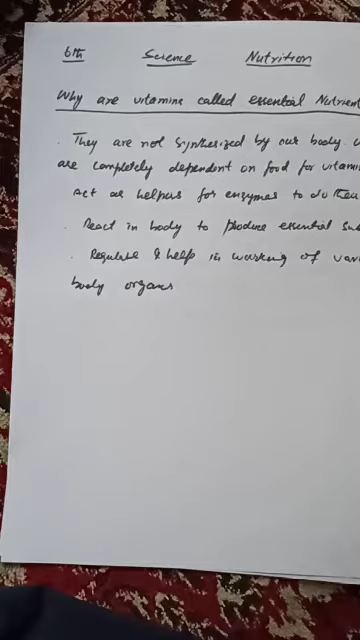 6th Science Nutrition
Why are vitamins called essential Nutrien
. They are not synthesized by our body
are completely dependent on food for vitamin
Act as helpers for enzymes to do their
. React in body to produce essential
. Regulate & help in working of vari
body organs